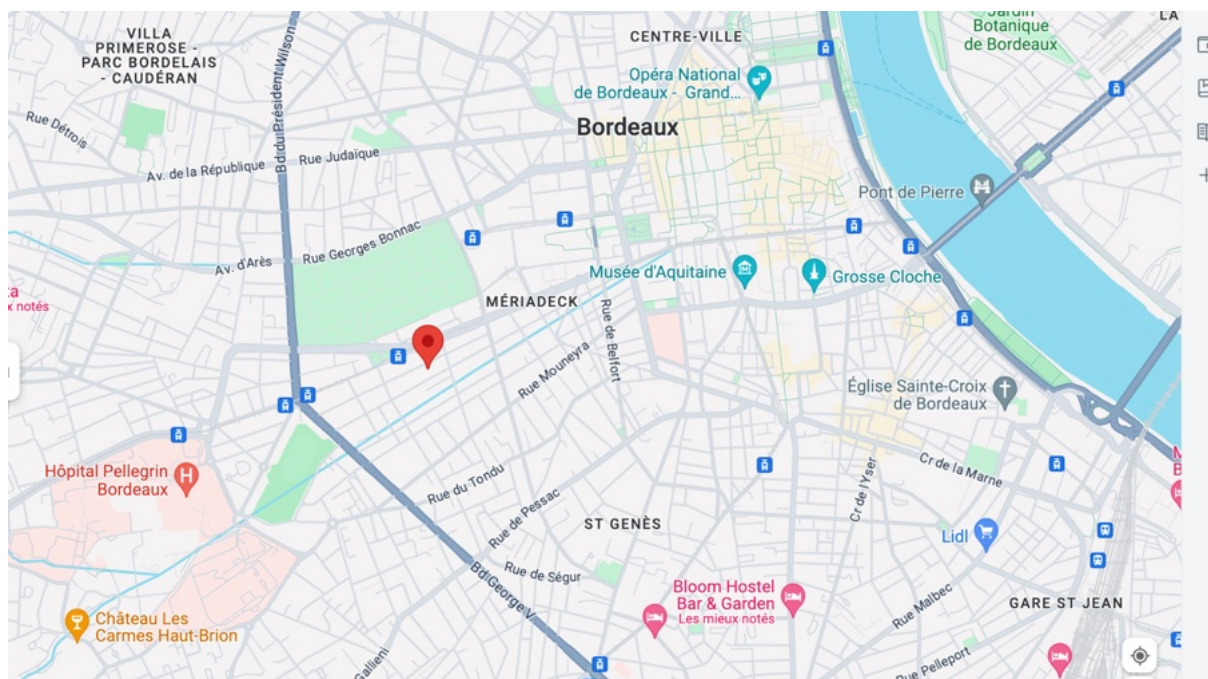 VILLA
PRIMEROSE -
PARC BORDELAIS
- CAUDÉRAN
Bd du Président Wilson
CENTRE-VILLE
Jardin
Botanique
de Bordeaux
LA
Opéra National
de Bordeaux - Grand...
Rue Détrois
Bordeaux
Av. de la République
Rue Judaïque
Pont de Pierre
Rue Georges Bonnac
Av. d'Arès
Musée d'Aquitaine
Grosse Cloche
ta
x notés
MÉRIADECK
Rue de Belfort
Rue Mouneyra
Église Sainte-Croix
de Bordeaux
Hôpital Pellegrin
Bordeaux
H
Cr de la Marne
M
B
Rue du Tondu
Cr de l'Yser
Rue de Pessac
ST GENÈS
Lidl
Rue de Ségur
Bd George V
Bloom Hostel
Bar & Garden
Les mieux notés
Rue Malbec
GARE ST JEAN
Château Les
Carmes Haut-Brion
Gallieni
Rue Pelleport